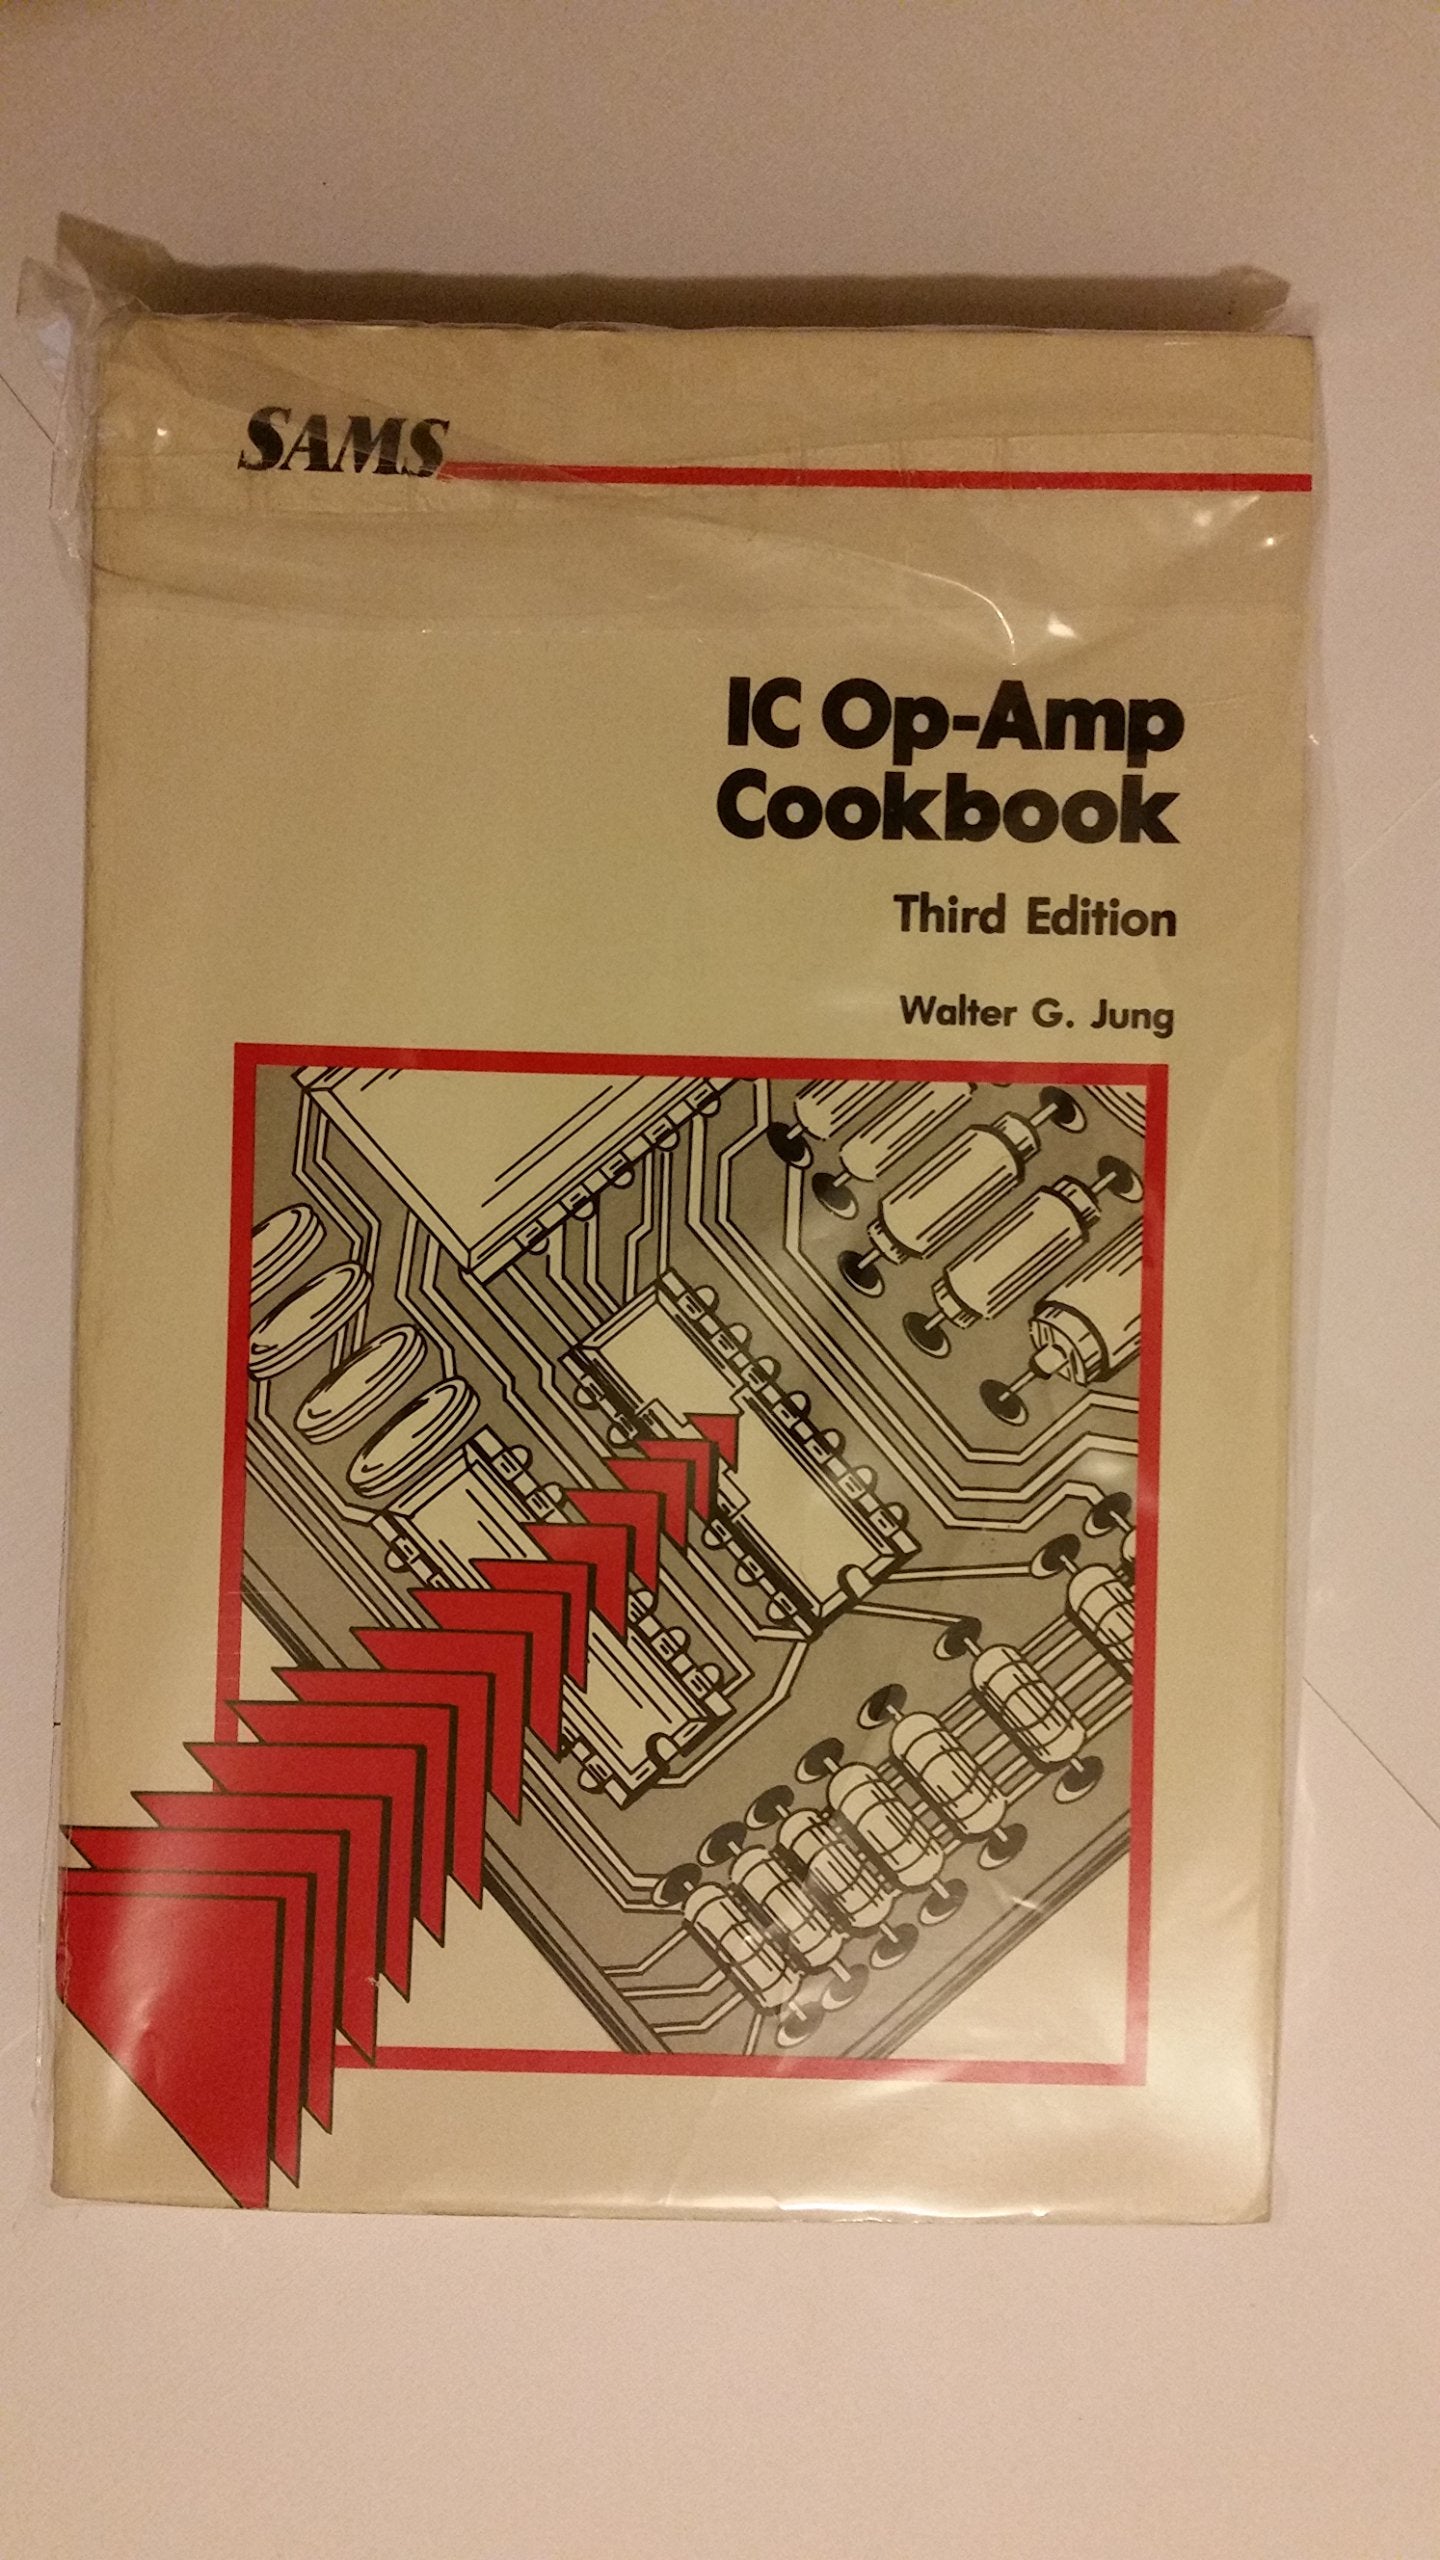 SAMS
IC Op-Amp
Cookbook
Third Edition
Walter G. Jung